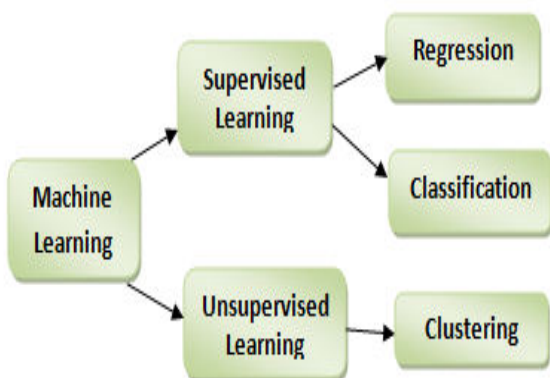 Machine
Learning
Supervised
Learning
Regression
Classification
Unsupervised
Learning
Clustering